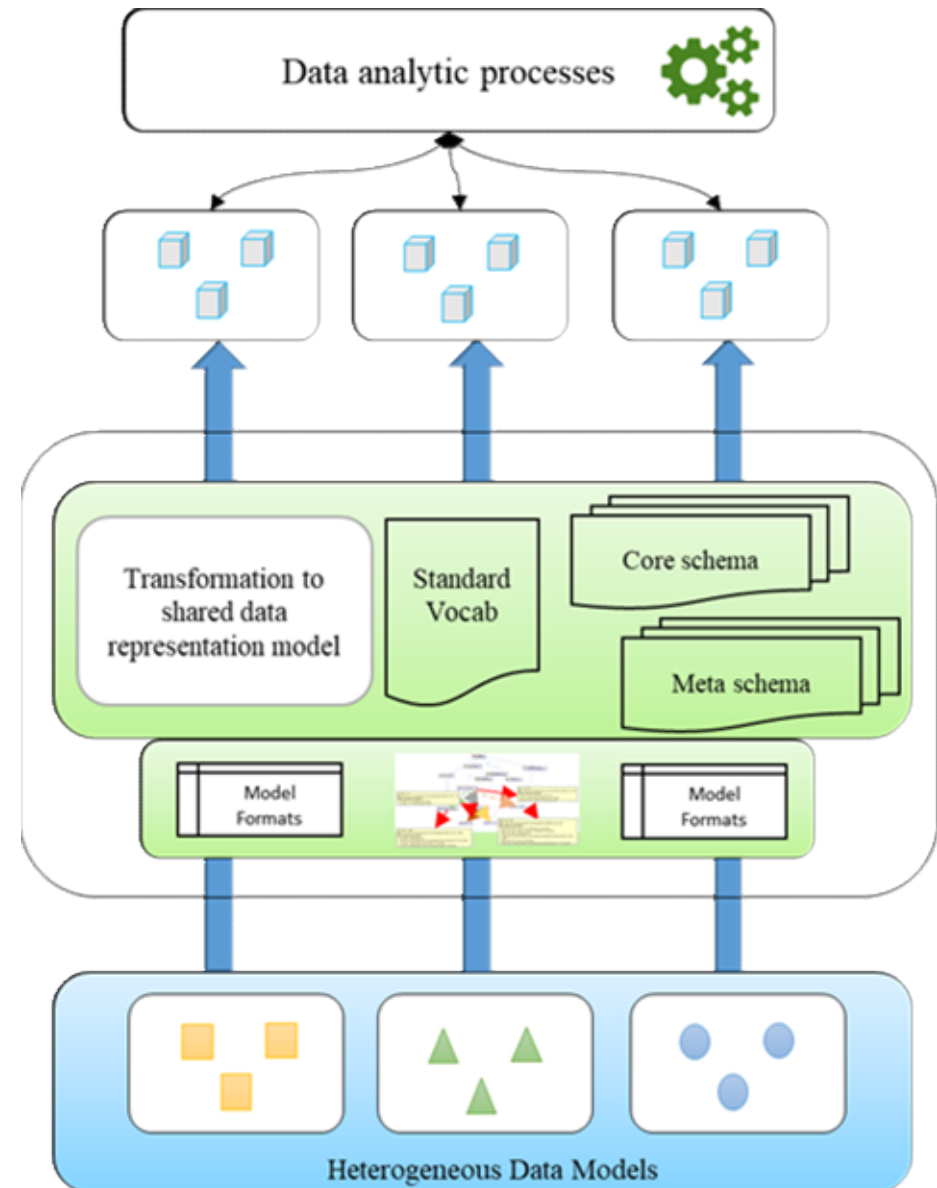 Data analytic processes
Transformation to
shared data
representation model
Standard
Vocab
Core schema
Meta schema
Model
Formats
Model
Formats
Heterogeneous Data Models